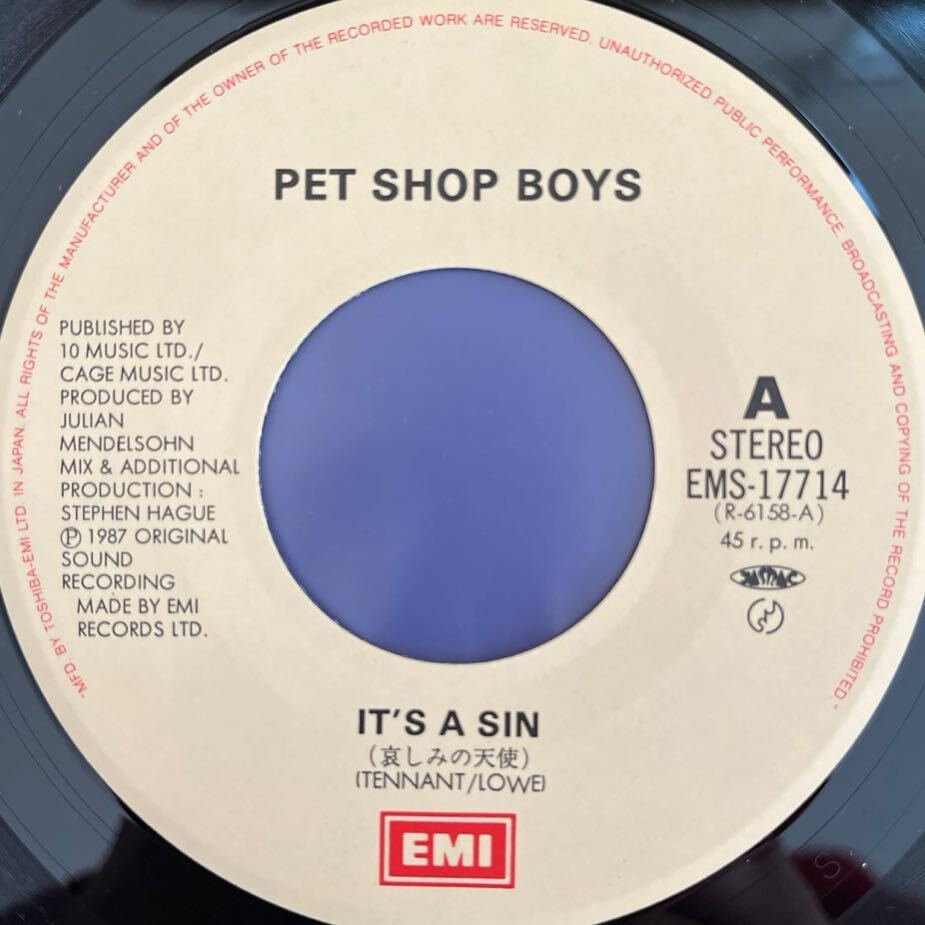 "MFD. BY TOSHIBA-EMI LTD. IN JAPAN. ALL RIGHTS OF THE MANUFACTURER AND OF THE OWNER OF THE RECORDED WORK ARE RESERVED. UNAUTHORIZED PUBLIC PERFORMANCE. BROADCASTING AND COPYING OF THE RECORD PROHIBITED."
PET SHOP BOYS
PUBLISHED BY
10 MUSIC LTD./
CAGE MUSIC LTD.
PRODUCED BY
JULIAN
MENDELSOHN
MIX & ADDITIONAL
PRODUCTION :
STEPHEN HAGUE
℗ 1987 ORIGINAL
SOUND
RECORDING
MADE BY EMI
RECORDS LTD.
A
STEREO
EMS-17714
(R-6158-A)
45 r. p. m.
IT'S A SIN
(哀しみの天使)
(TENNANT/LOWE)
EMI
S